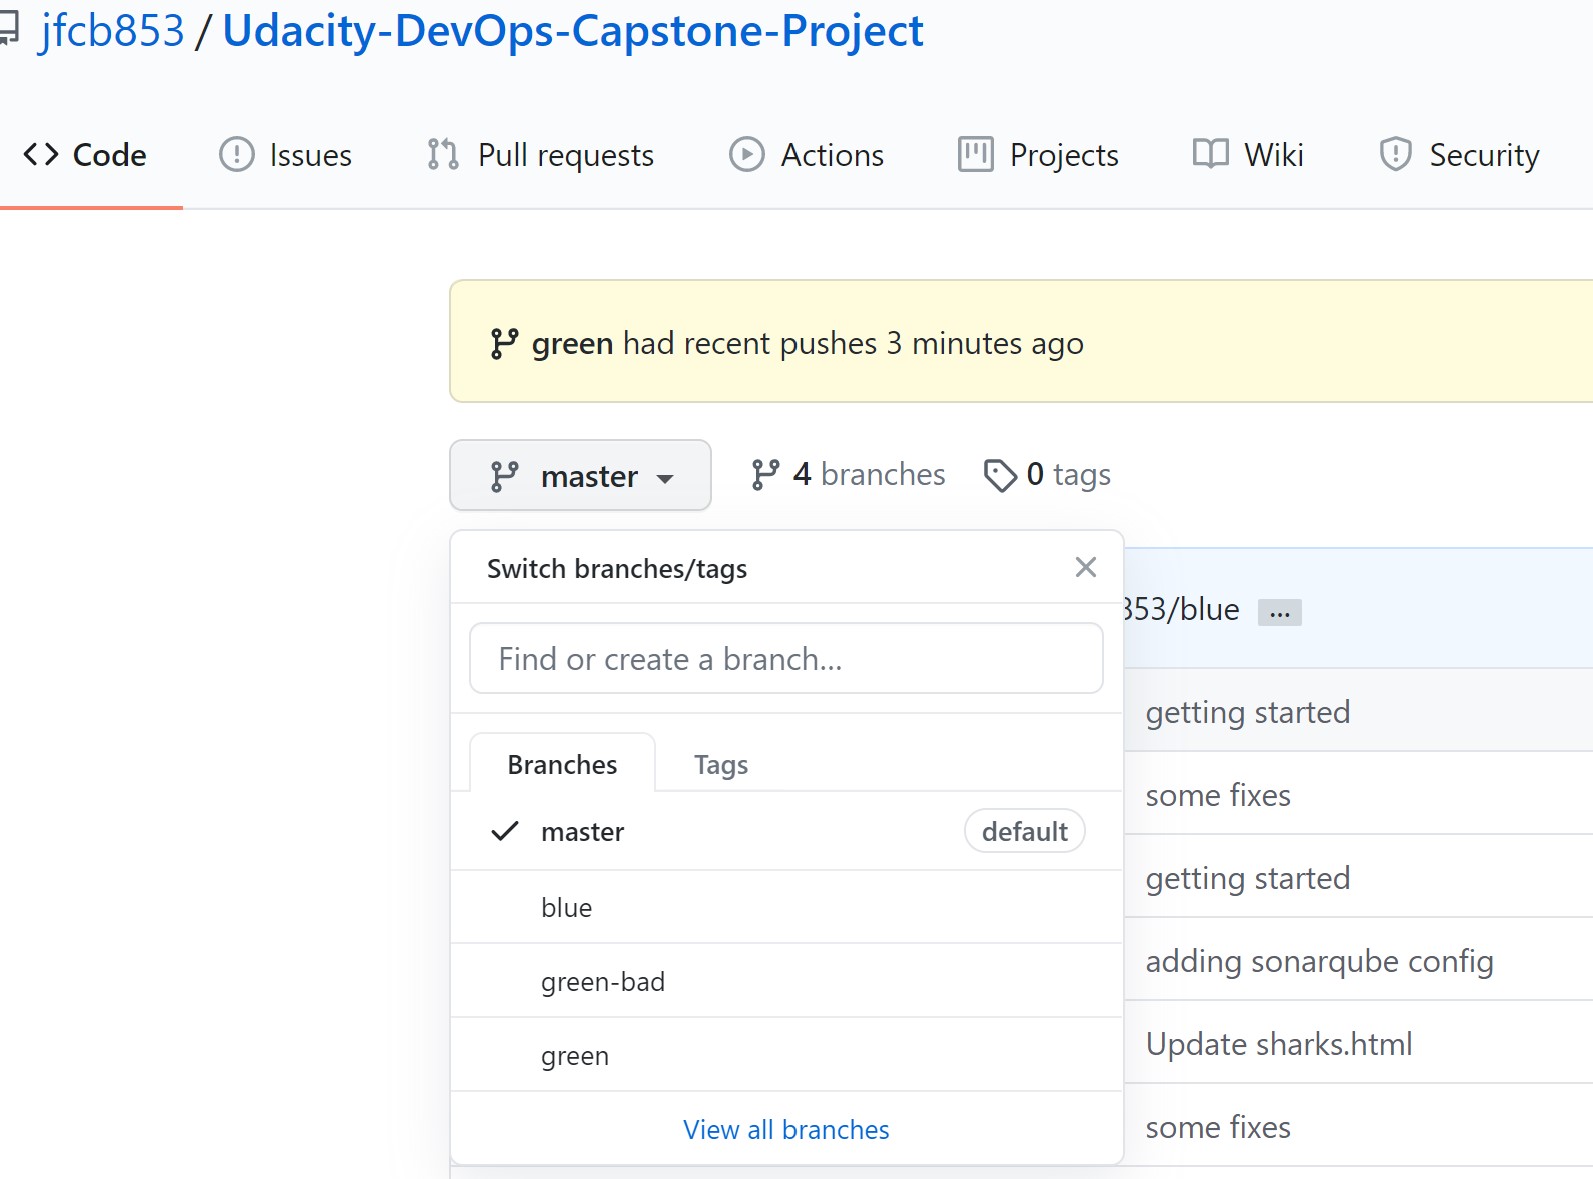 jfcb853 / Udacity-DevOps-Capstone-Project
Code Issues Pull requests Actions Projects Wiki Security
green had recent pushes 3 minutes ago
master 4 branches 0 tags
Switch branches/tags
853/blue ...
Find or create a branch...
getting started
Branches Tags
some fixes
master default
getting started
blue
adding sonarqube config
green-bad
Update sharks.html
green
some fixes
View all branches